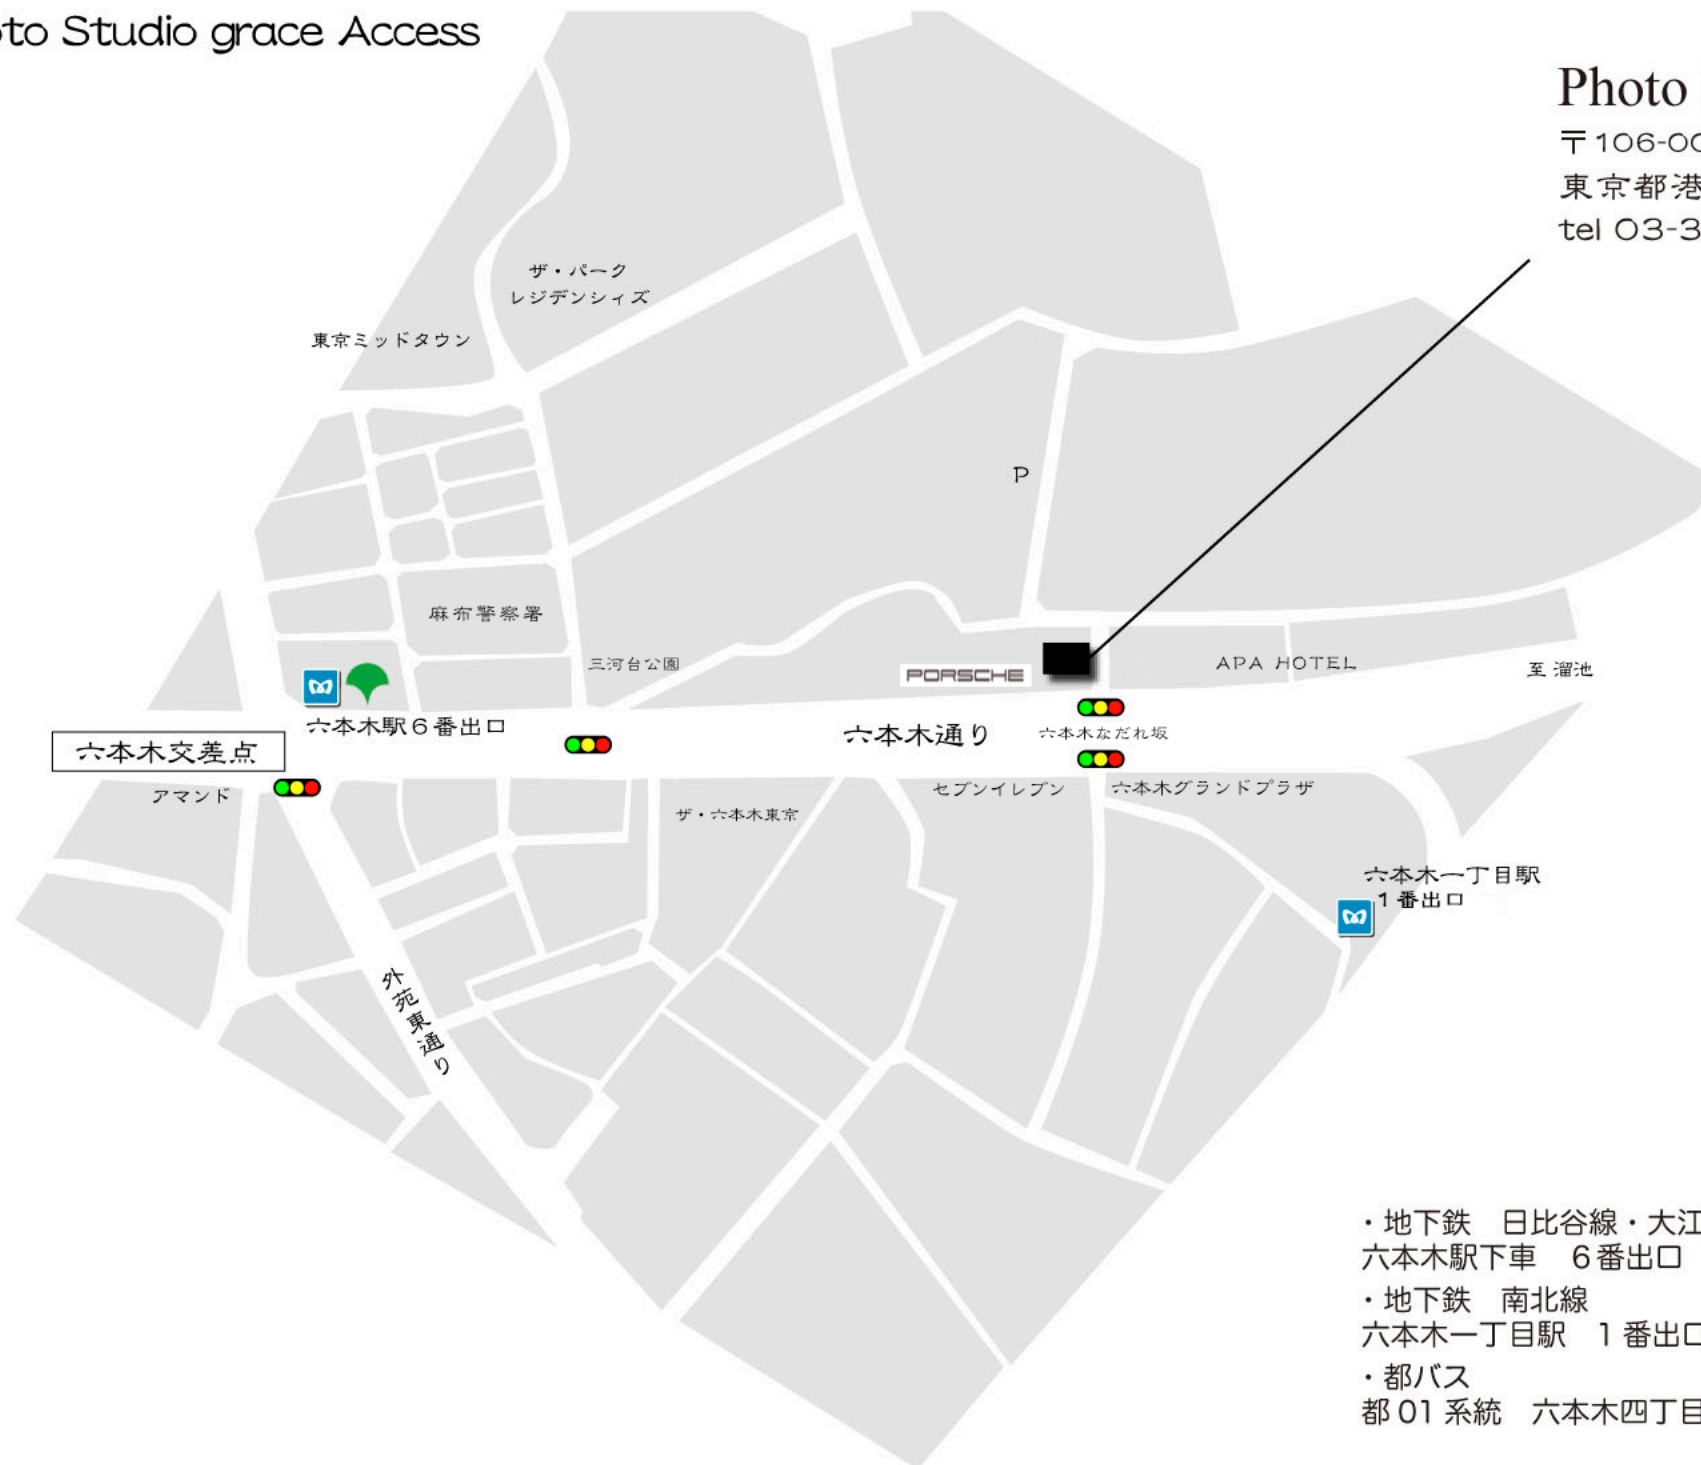 to Studio grace Access
Photo
〒106-00
東京都港
tel 03-3
ザ・パーク
レジデンシィズ
東京ミッドタウン
P
麻布警察署
三河台公園
PORSCHE
APA HOTEL
至 溜池
六本木駅6番出口
六本木通り
六本木なだれ坂
六本木交差点
アマンド
セブンイレブン
六本木グランドプラザ
ザ・六本木東京
六本木一丁目駅
1番出口
外苑東通り
・地下鉄　日比谷線・大江
六本木駅下車　6番出口
・地下鉄　南北線
六本木一丁目駅　1番出口
・都バス
都01系統　六本木四丁目